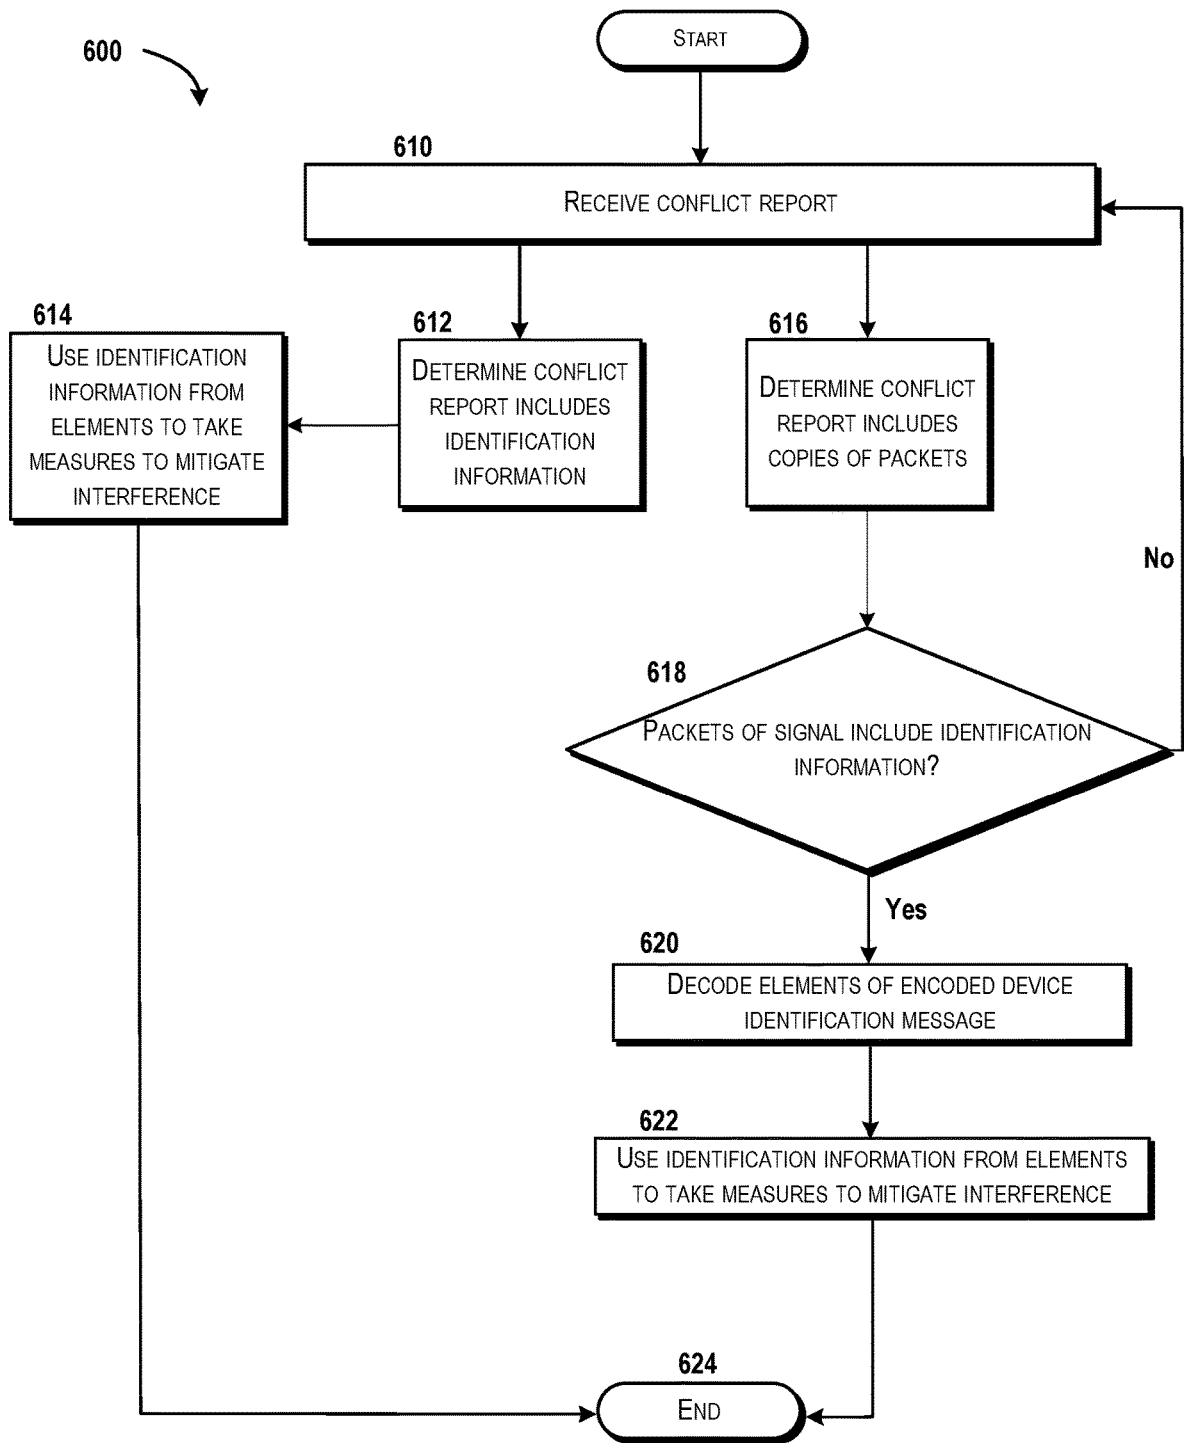 600
START
610
RECEIVE CONFLICT REPORT
614
USE IDENTIFICATION
INFORMATION FROM
ELEMENTS TO TAKE
MEASURES TO MITIGATE
INTERFERENCE
612
DETERMINE CONFLICT
REPORT INCLUDES
IDENTIFICATION
INFORMATION
616
DETERMINE CONFLICT
REPORT INCLUDES
COPIES OF PACKETS
No
618
PACKETS OF SIGNAL INCLUDE IDENTIFICATION
INFORMATION?
Yes
620
DECODE ELEMENTS OF ENCODED DEVICE
IDENTIFICATION MESSAGE
622
USE IDENTIFICATION INFORMATION FROM ELEMENTS
TO TAKE MEASURES TO MITIGATE INTERFERENCE
624
END